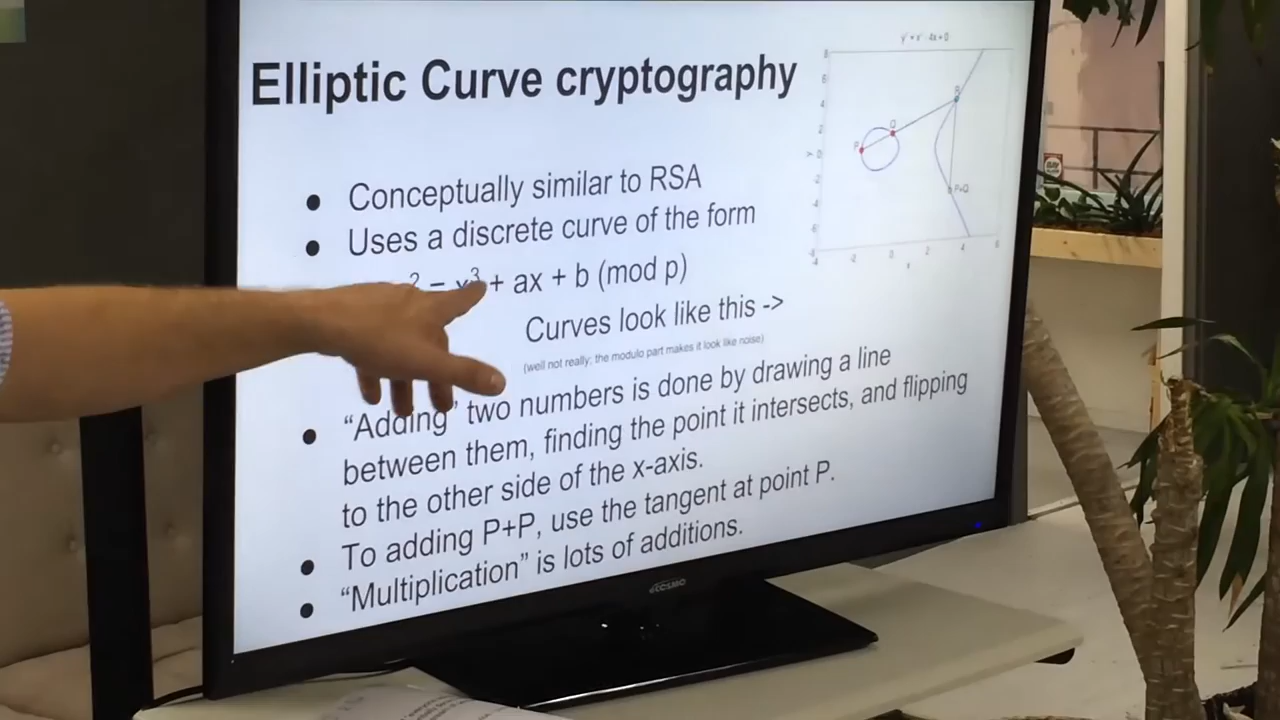 Elliptic Curve cryptography
● Conceptually similar to RSA
● Uses a discrete curve of the form
² = x³ + ax + b (mod p)
Curves look like this ->
(well not really; the modulo part makes it look like noise)
● “Adding” two numbers is done by drawing a line
between them, finding the point it intersects, and flipping
to the other side of the x-axis.
● To adding P+P, use the tangent at point P.
● “Multiplication” is lots of additions.
P
Q
R
P+Q